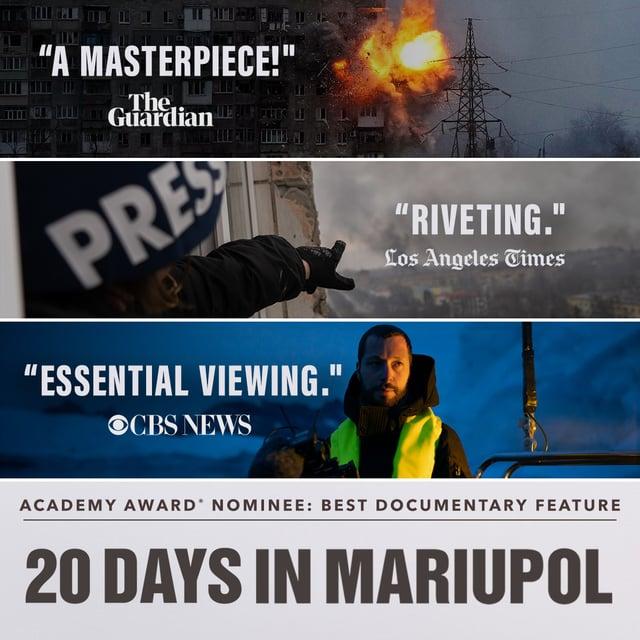 “A MASTERPIECE!"
The
Guardian
PRESS
“RIVETING."
Los Angeles Times
“ESSENTIAL VIEWING."
CBS NEWS
ACADEMY AWARD® NOMINEE: BEST DOCUMENTARY FEATURE
20 DAYS IN MARIUPOL